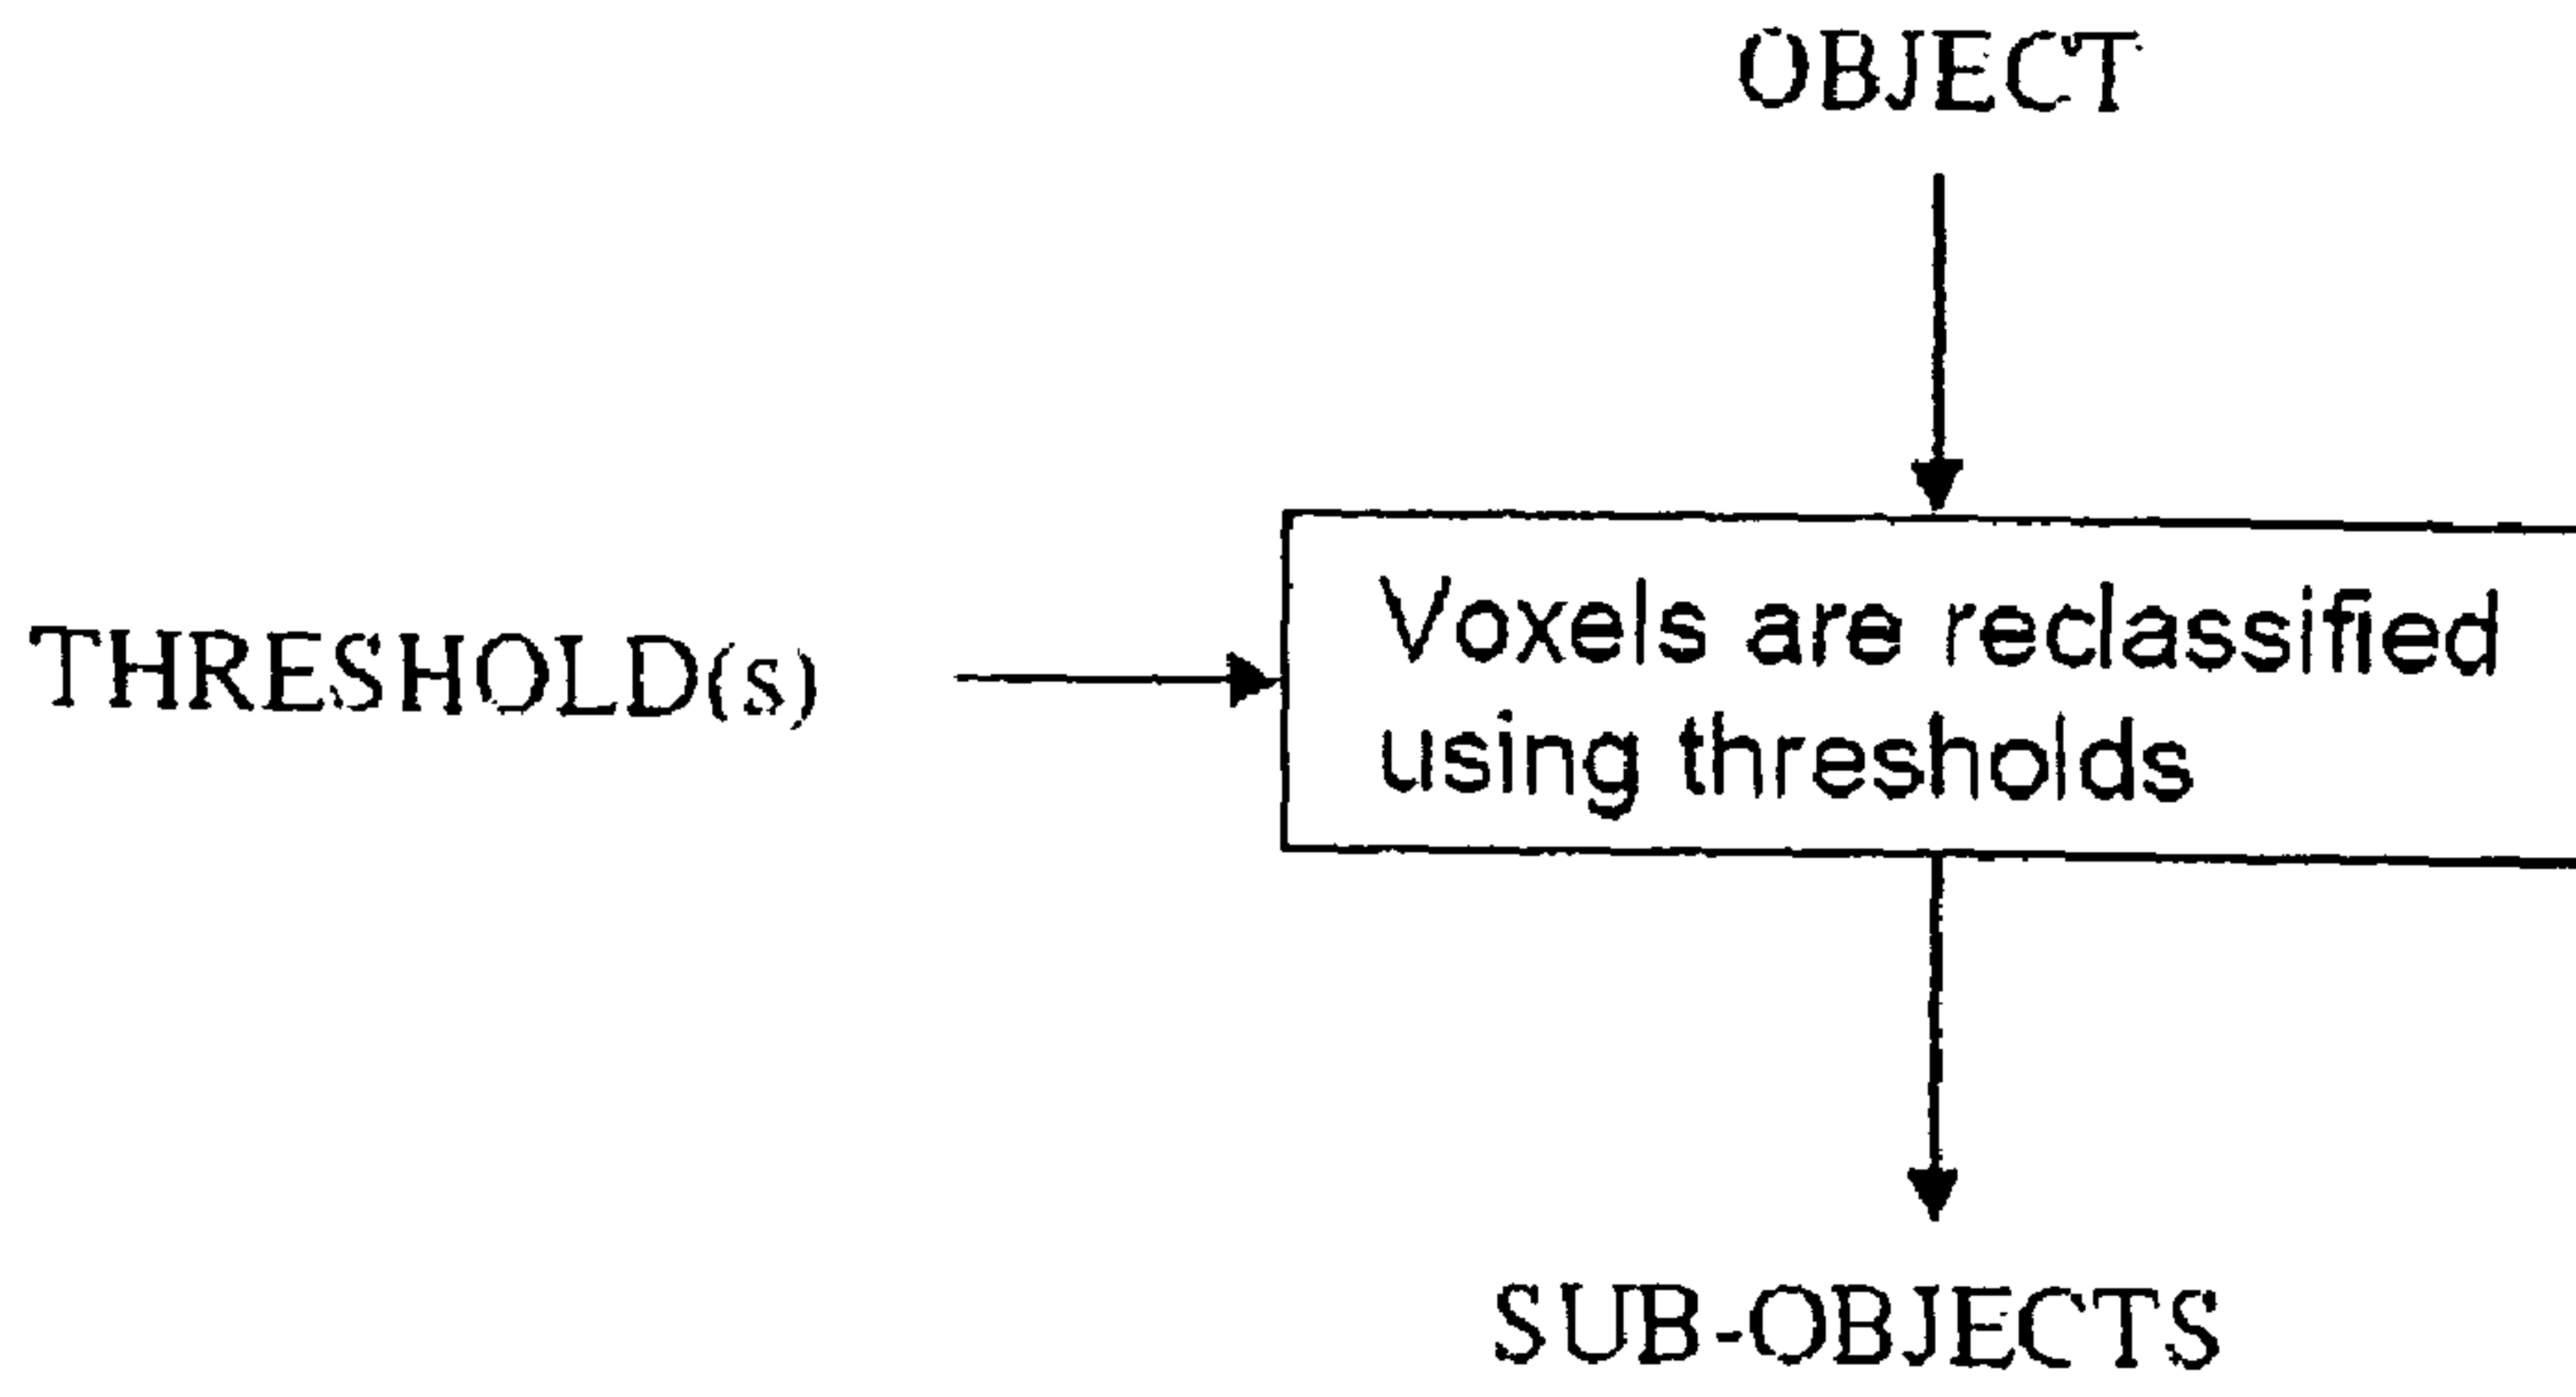 OBJECT
THRESHOLD(s)
Voxels are reclassified
using thresholds
SUB-OBJECTS